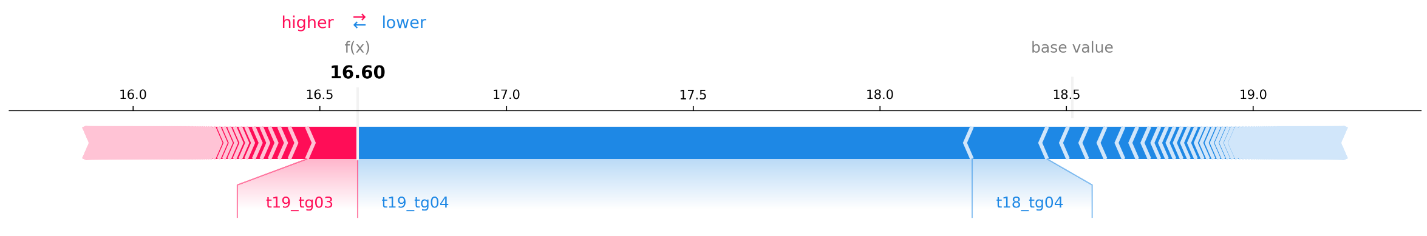 higher ⇄ lower
f(x) base value
16.60
16.0 16.5 17.0 17.5 18.0 18.5 19.0
t19_tg03 t19_tg04 t18_tg04